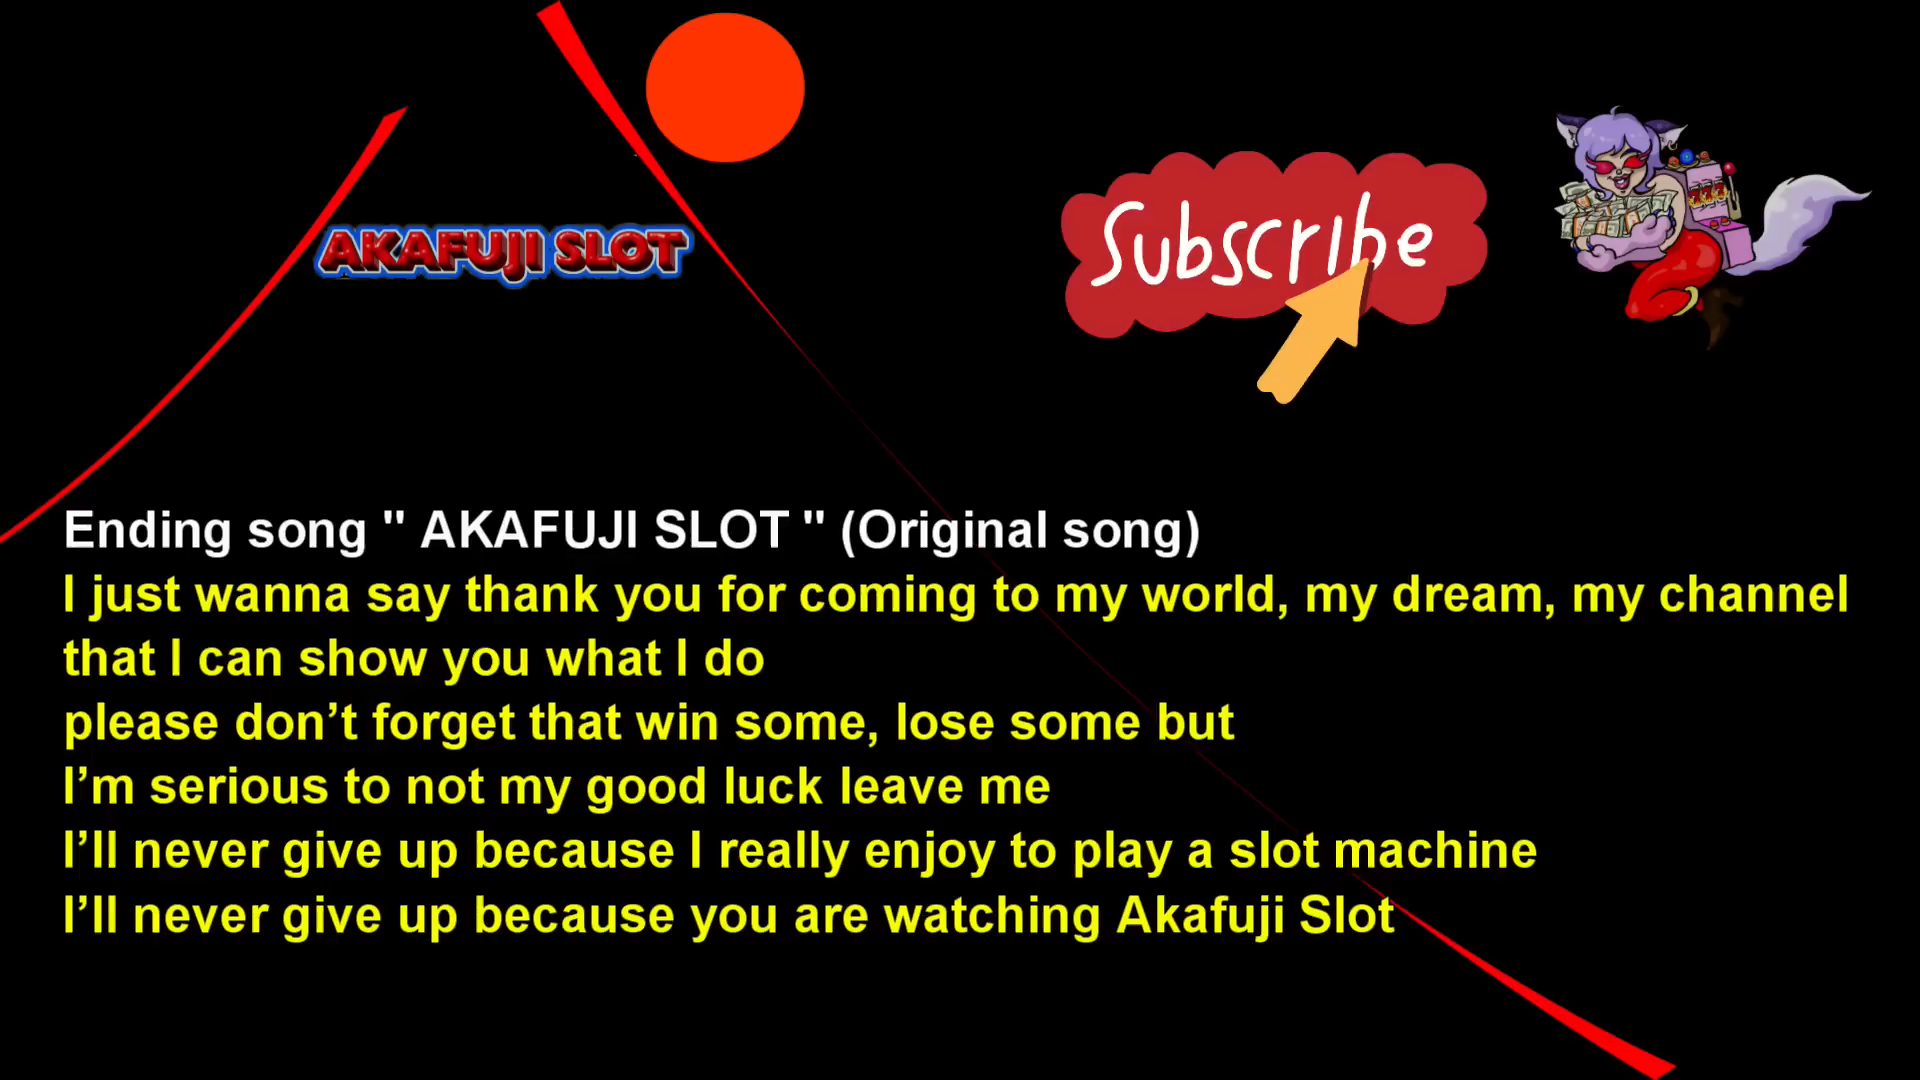 AKAFUJI SLOT
Subscribe
777
Ending song " AKAFUJI SLOT " (Original song)
I just wanna say thank you for coming to my world, my dream, my channel
that I can show you what I do
please don’t forget that win some, lose some but
I’m serious to not my good luck leave me
I’ll never give up because I really enjoy to play a slot machine
I’ll never give up because you are watching Akafuji Slot